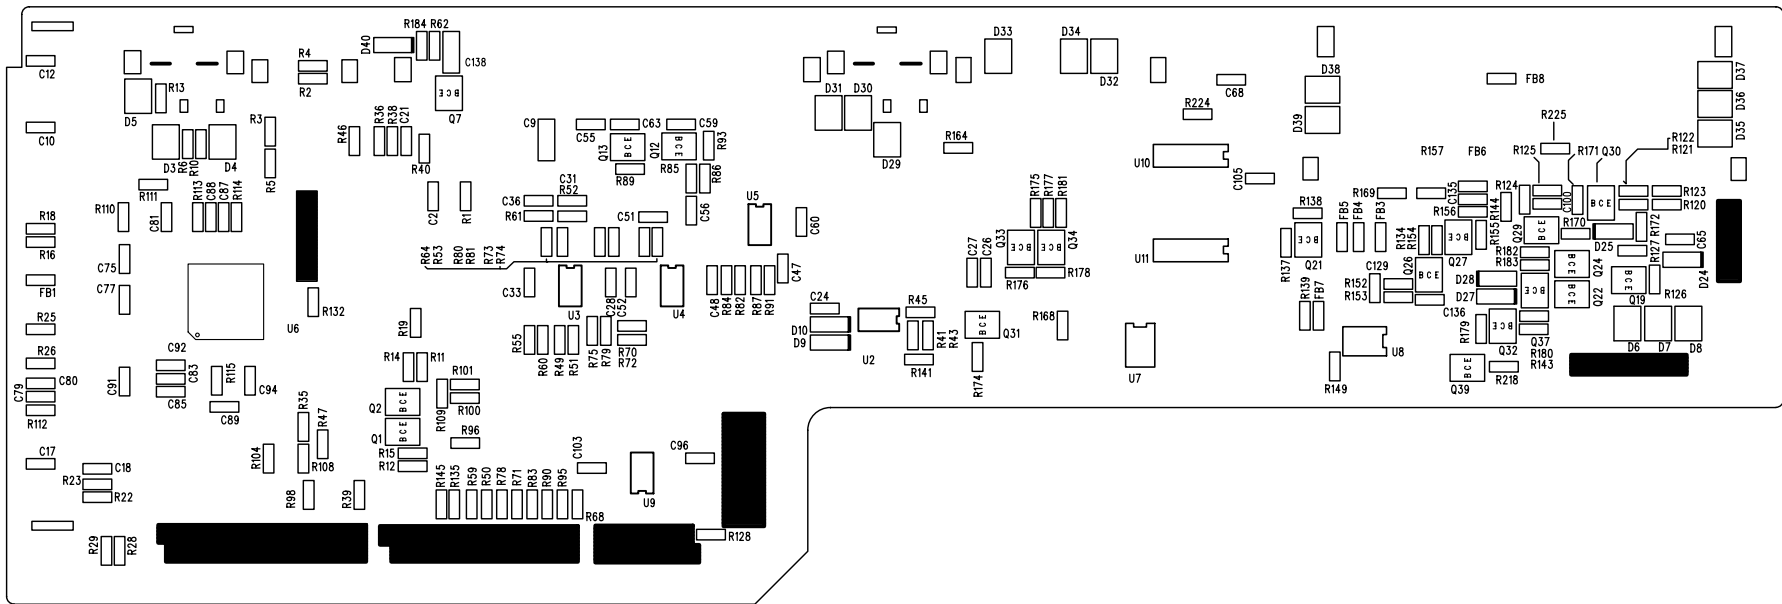 R184
R62
D40
C138
B C E
Q7
C12
R4
R2
R13
D5
R3
C10
D3
R6
R10
D4
R5
R46
R36
R38
C21
R40
C9
C55
C63
C59
Q13
B C E
Q12
B C E
R93
R89
R85
R86
R111
R110
C81
R113
C88
C87
R114
C2
R1
C31
R52
C36
R61
C51
C56
U5
C60
R18
R16
FB1
C75
C77
R64
R53
R80
R81
R73
R74
C33
U3
C28
C52
U4
C48
R84
R82
R87
R91
C47
R132
U6
R19
R55
R60
R49
R51
R75
R79
R70
R72
R25
R26
C79
C80
R112
C91
C92
C83
C85
R115
C94
C89
R14
R11
R101
R100
R109
Q2
B C E
Q1
B C E
R96
R15
R12
C103
C96
R35
R47
R104
R108
R98
R39
C17
C18
R23
R22
R145
R135
R59
R50
R78
R71
R83
R90
R95
R68
U9
R128
R29
R28
D33
D34
D32
D31
D30
D29
C68
R224
R164
U10
C105
U11
R175
R177
R181
Q33
B C E
B C E
Q34
C27
C26
R176
R178
C24
D10
D9
U2
R45
R41
R43
R141
B C E
Q31
R174
R168
U7
D38
D39
FB8
D37
D36
D35
R225
R122
R121
R157
FB6
R125
R171
Q30
R169
C135
R124
R123
R138
R156
R144
C100
B C E
R120
FB5
FB4
FB3
R134
R154
R155
Q29
B C E
R170
R172
D25
R127
C65
D24
B C E
Q21
R137
B C E
Q27
R182
R183
B C E
Q24
Q26
B C E
D28
D27
B C E
B C E
Q22
B C E
Q19
R126
C129
R152
R153
R139
FB7
C136
R179
B C E
Q32
Q37
R180
R143
D6
D7
D8
U8
R149
B C E
Q39
R218